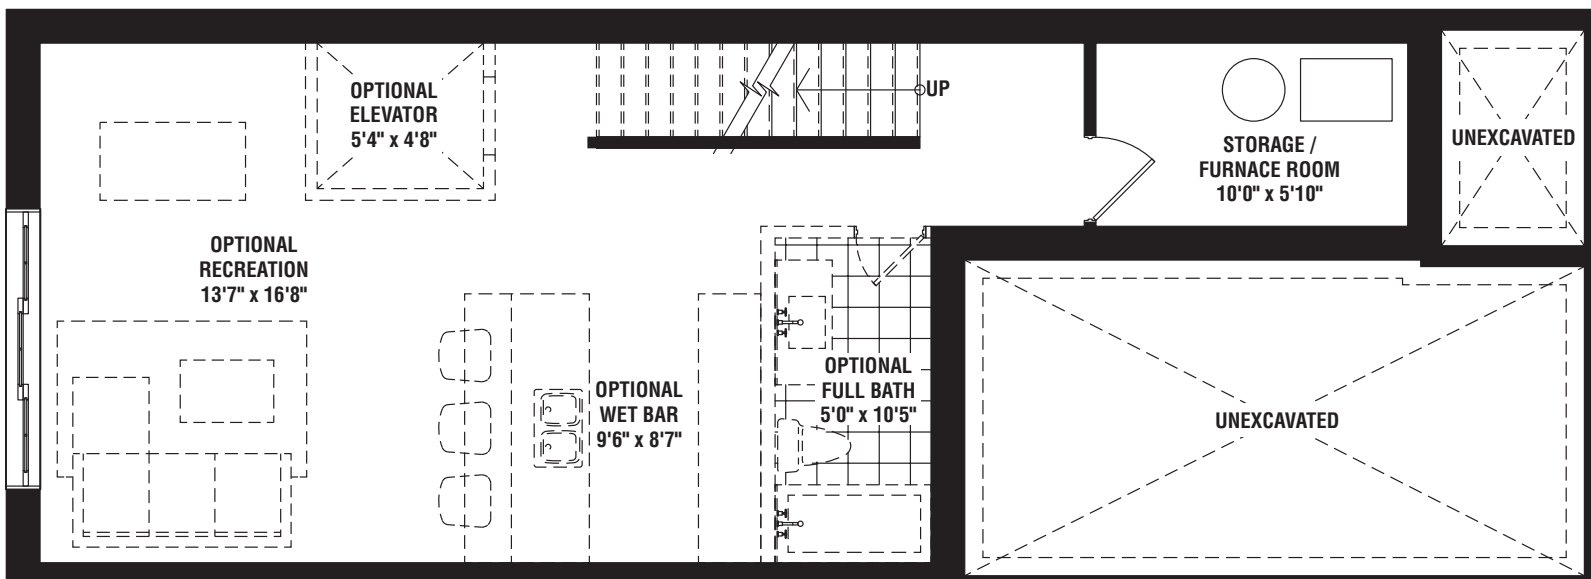 OPTIONAL
ELEVATOR
5'4" x 4'8"
UP
STORAGE /
FURNACE ROOM
10'0" x 5'10"
UNEXCAVATED
OPTIONAL
RECREATION
13'7" x 16'8"
OPTIONAL
WET BAR
9'6" x 8'7"
OPTIONAL
FULL BATH
5'0" x 10'5"
UNEXCAVATED